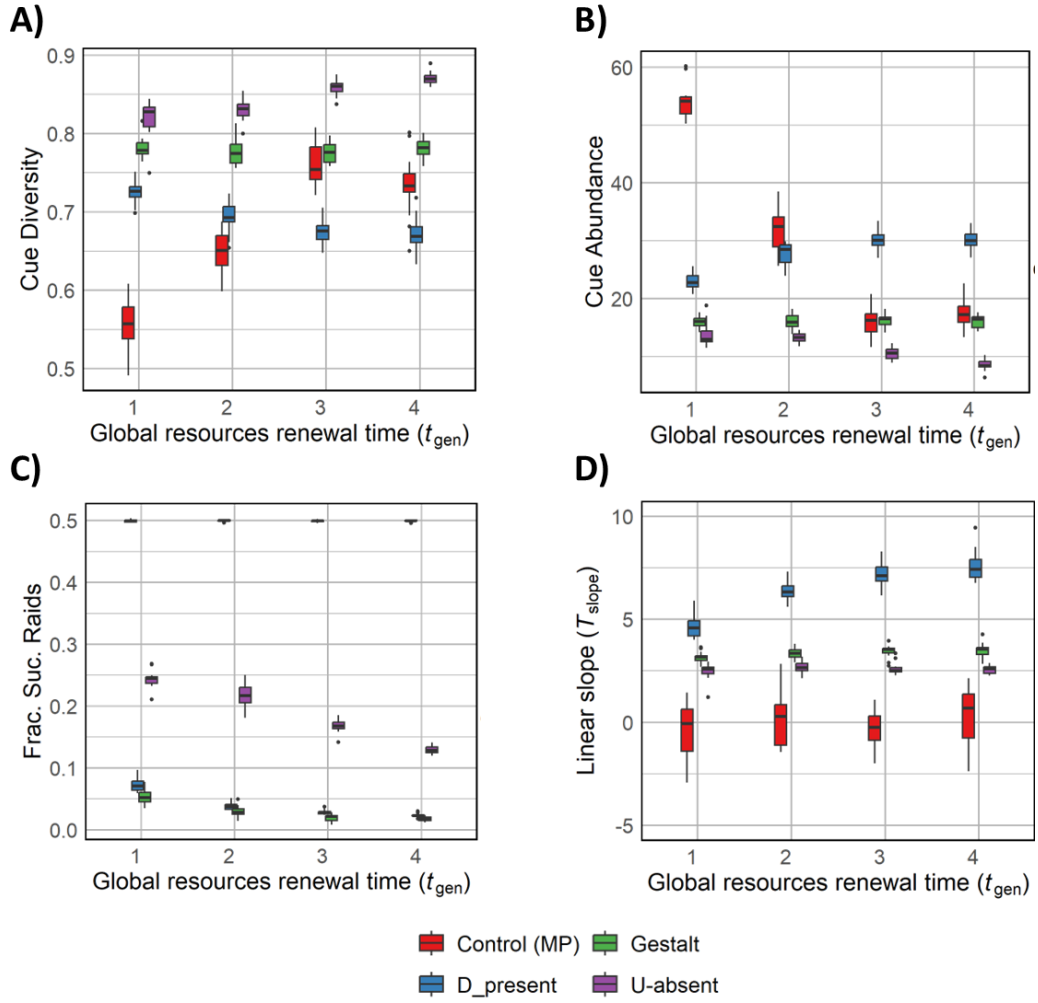 A)
0.9
0.8
0.7
0.6
0.5
Cue Diversity
1 2 3 4
Global resources renewal time (tgen)
B)
60
40
20
Cue Abundance
1 2 3 4
Global resources renewal time (tgen)
C)
0.5
0.4
0.3
0.2
0.1
0.0
Frac. Suc. Raids
1 2 3 4
Global resources renewal time (tgen)
D)
10
5
0
-5
Linear slope (Tslope)
1 2 3 4
Global resources renewal time (tgen)
Control (MP) Gestalt
D_present U-absent